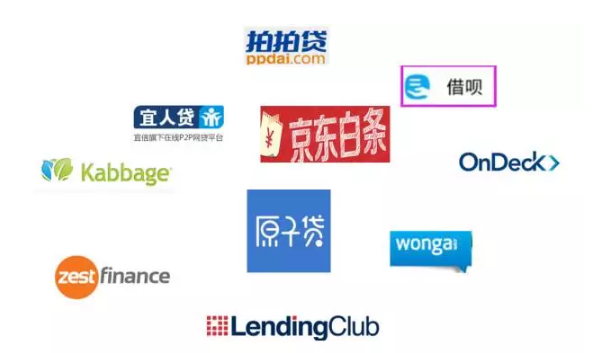 拍拍贷
ppdai.com
借呗
宜人贷
宜信旗下在线P2P网贷平台
京东白条
OnDeck
Kabbage
原子贷
wonga
zestfinance
LendingClub